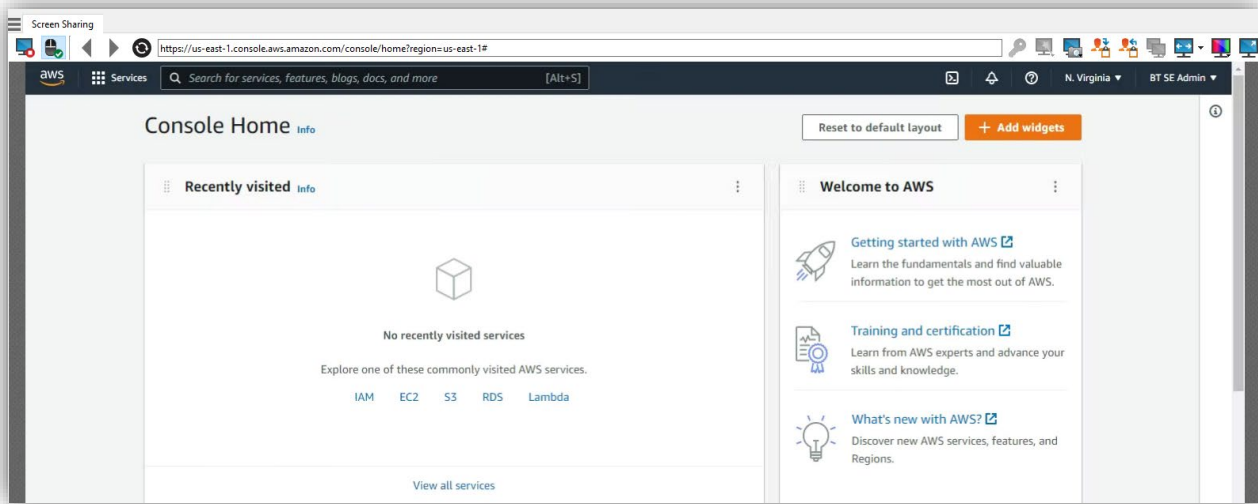 Screen Sharing
https://us-east-1.console.aws.amazon.com/console/home?region=us-east-1#
aws Services Search for services, features, blogs, docs, and more [Alt+S] N. Virginia ▼ BT SE Admin ▼
Console Home Info
Reset to default layout + Add widgets
Recently visited Info
No recently visited services
Explore one of these commonly visited AWS services.
IAM EC2 S3 RDS Lambda
View all services
Welcome to AWS
Getting started with AWS
Learn the fundamentals and find valuable
information to get the most out of AWS.
Training and certification
Learn from AWS experts and advance your
skills and knowledge.
What's new with AWS?
Discover new AWS services, features, and
Regions.